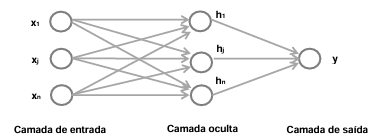 x₁ h₁
xⱼ hⱼ y
xₙ hₙ
Camada de entrada Camada oculta Camada de saída